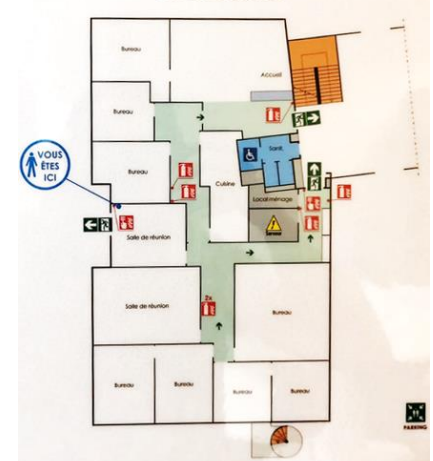 Bureau
Accueil
Bureau
Sanit.
VOUS
ÊTES
ICI
Bureau
Cuisine
Local ménage
Salle de réunion
Salle de réunion
2x
Bureau
Bureau
Bureau
Bureau
Bureau
PARKING